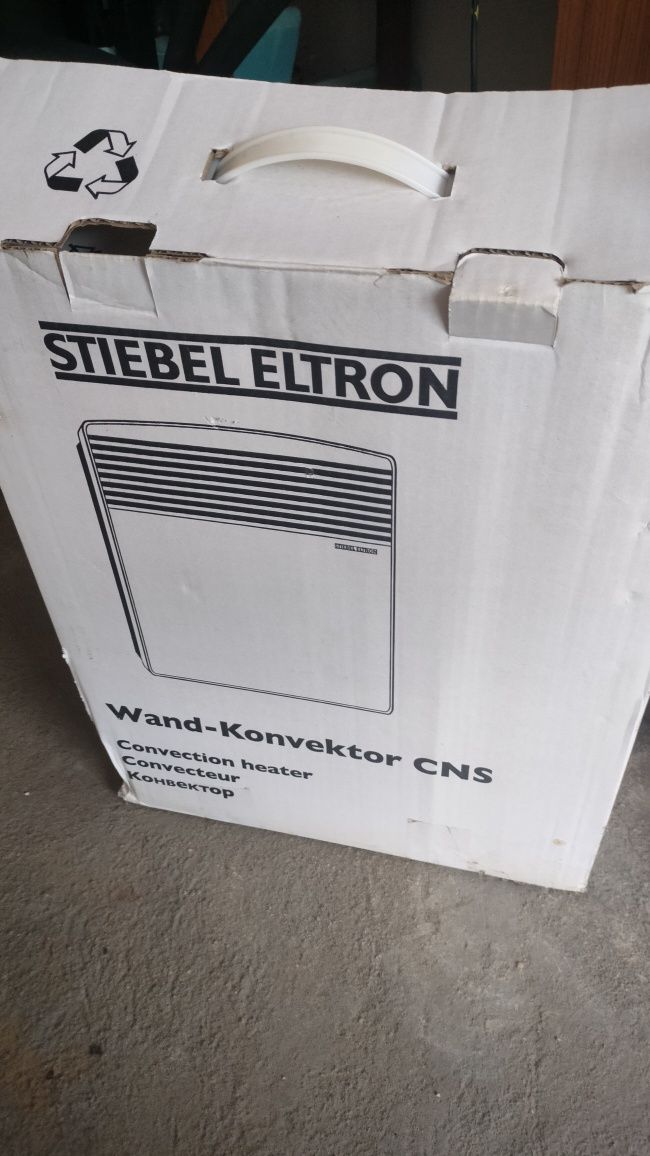 STIEBEL ELTRON
STIEBEL ELTRON
Wand-Konvektor CNS
Convection heater
Convecteur
Конвектор